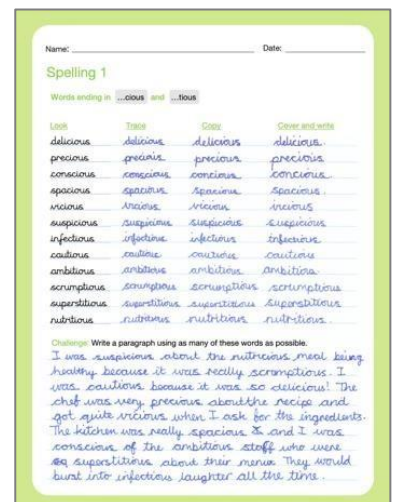 Name: Date:
Spelling 1
Words ending in ...cious and ...tious
Look Trace Copy Cover and write
delicious delicious delicious delicious.
precious precious precious precious
conscious conscious concious concious.
spacious spacious spacious spacious.
vicious vicious vicious vicious
suspicious suspicious suspicious suspicious
infectious infectious infectious infectious.
cautious cautious cautious cautious
ambitious ambitious ambitious ambitious
scrumptious scrumptious scrumptious scrumptious
superstitious superstitious superstitious superstitious
nutritious nutritious nutritious nutritious.
Challenge Write a paragraph using as many of these words as possible.
I was suspicious about the nutricious meal being
healthy because it was really scromptious. I
was cautious because it was so delicious! The
chef was very precious about the recipe and
got quite vicious when I ask for the ingredients.
The kitchen was really spacious & and I was
conscious of the ambitious staff who were
superstitious about their menus They would
burst into infectious laughter all the time.